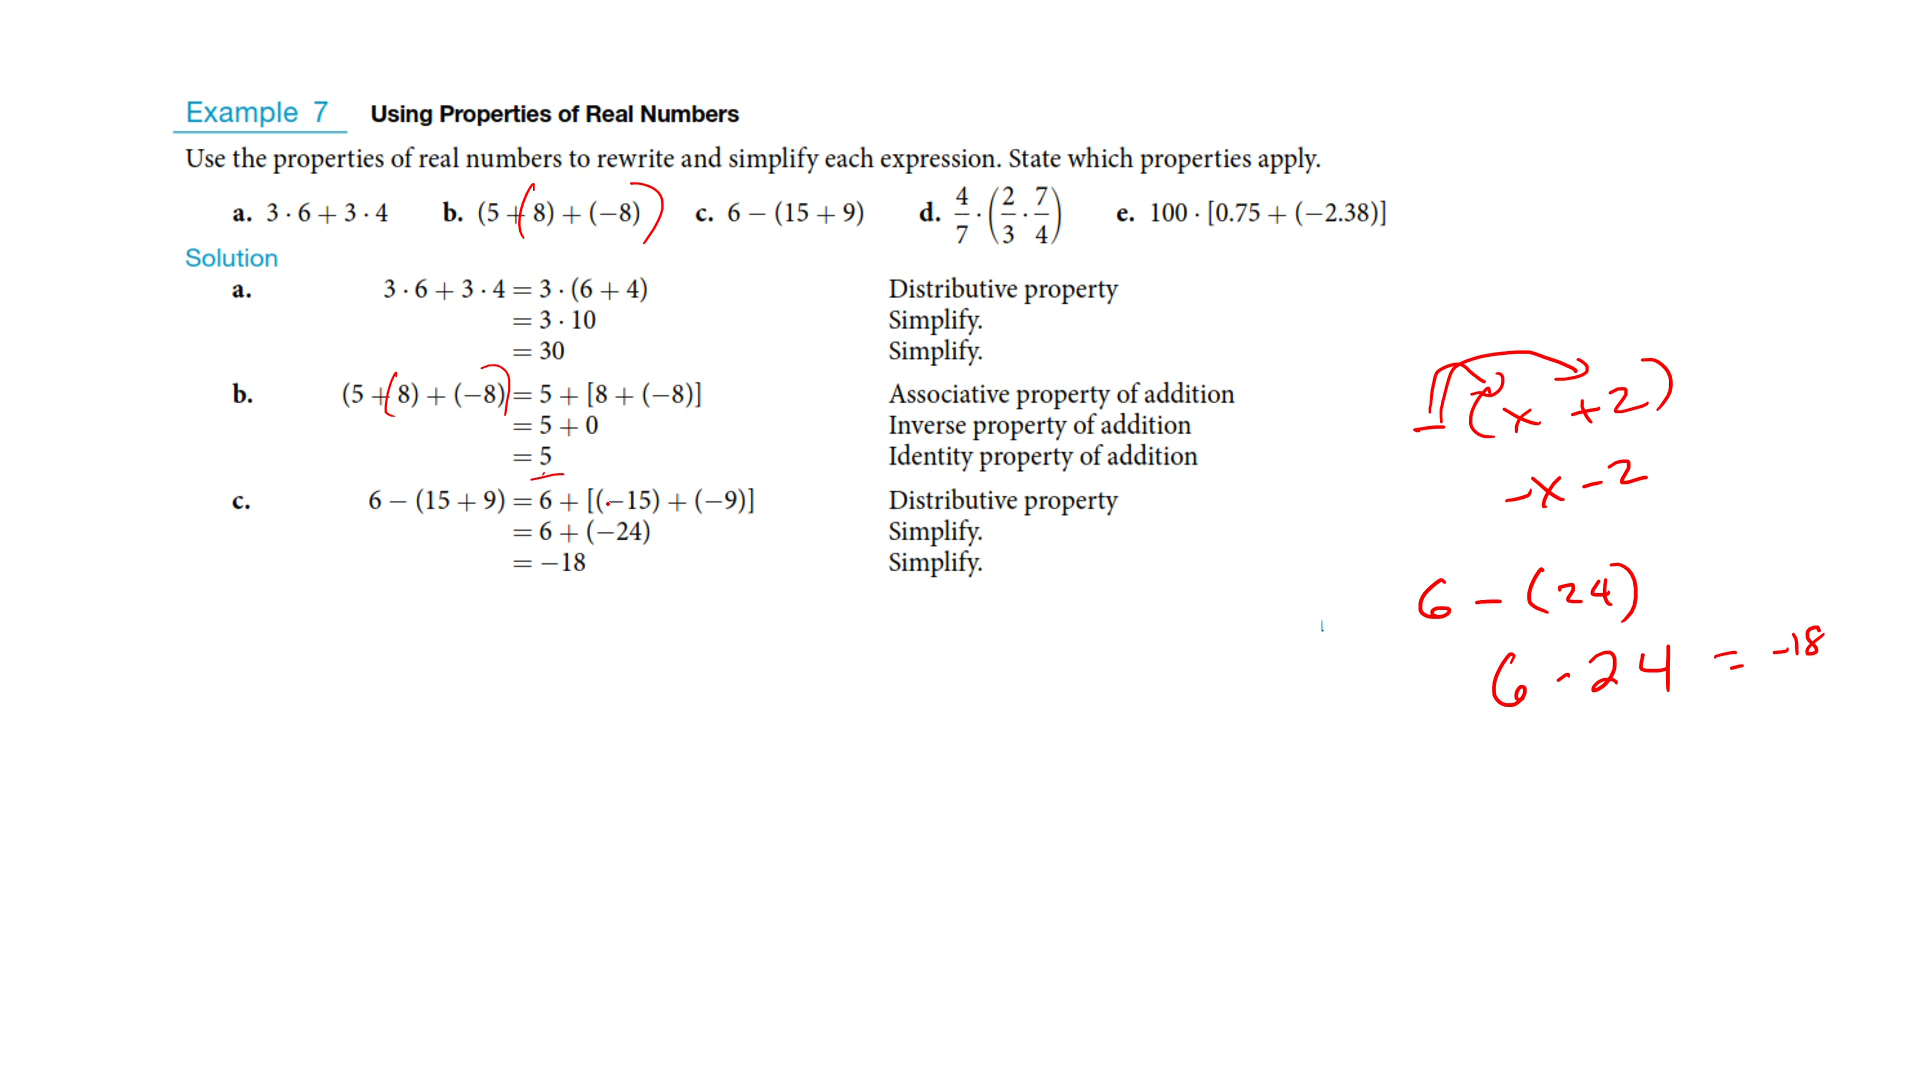 Example 7 Using Properties of Real Numbers
Use the properties of real numbers to rewrite and simplify each expression. State which properties apply.
a. 3 · 6 + 3 · 4 b. (5 + (8) + (−8)) c. 6 − (15 + 9) d. 4/7 · (2/3 · 7/4) e. 100 · [0.75 + (−2.38)]
Solution
a. 3 · 6 + 3 · 4 = 3 · (6 + 4) Distributive property
= 3 · 10 Simplify.
= 30 Simplify.
b. (5 + (8) + (−8)) = 5 + [8 + (−8)] Associative property of addition
= 5 + 0 Inverse property of addition
= 5 Identity property of addition
c. 6 − (15 + 9) = 6 + [(−15) + (−9)] Distributive property
= 6 + (−24) Simplify.
= −18 Simplify.
−(x + 2)
−x − 2
6 − (24)
6 - 24 = -18